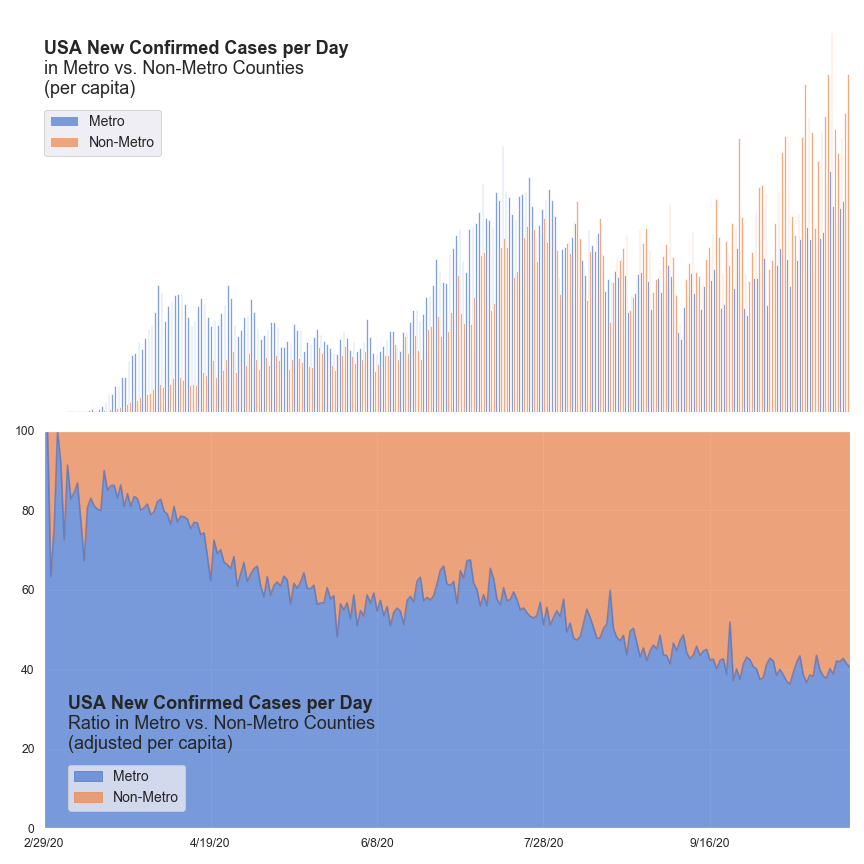 USA New Confirmed Cases per Day
in Metro vs. Non-Metro Counties
(per capita)
Metro
Non-Metro
100
80
60
40
20
0
USA New Confirmed Cases per Day
Ratio in Metro vs. Non-Metro Counties
(adjusted per capita)
Metro
Non-Metro
2/29/20 4/19/20 6/8/20 7/28/20 9/16/20